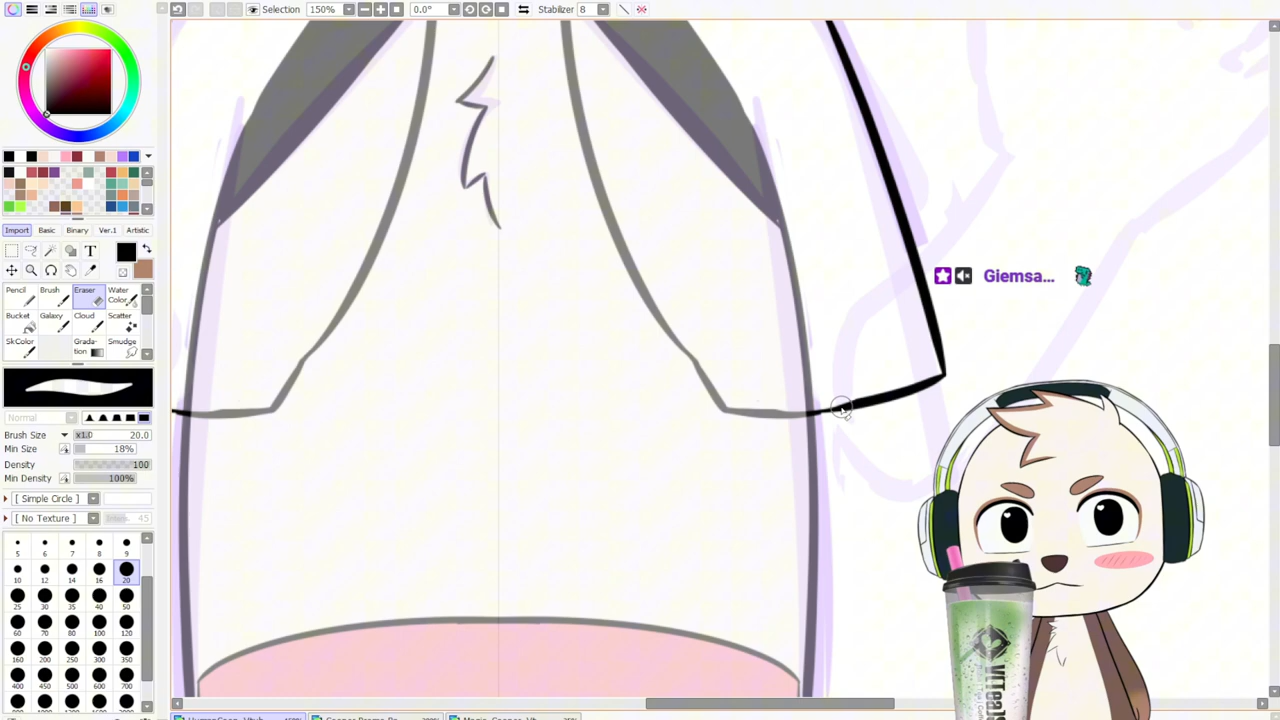 Selection 150% 0.0° Stabilizer 8
Import Basic Binary Ver.1 Artistic
T
Pencil Brush Eraser Water Color
Bucket Galaxy Cloud Scatter
SkColor Grada-tion Smudge
Normal
Brush Size x1.0 20.0
Min Size 18%
Density 100
Min Density 100%
[ Simple Circle ]
[ No Texture ] 45
5 6 7 8 9
10 12 14 16 20
25 30 35 40 50
60 70 80 100 120
160 200 250 300 350
400 450 500 600 700
Giemsa...